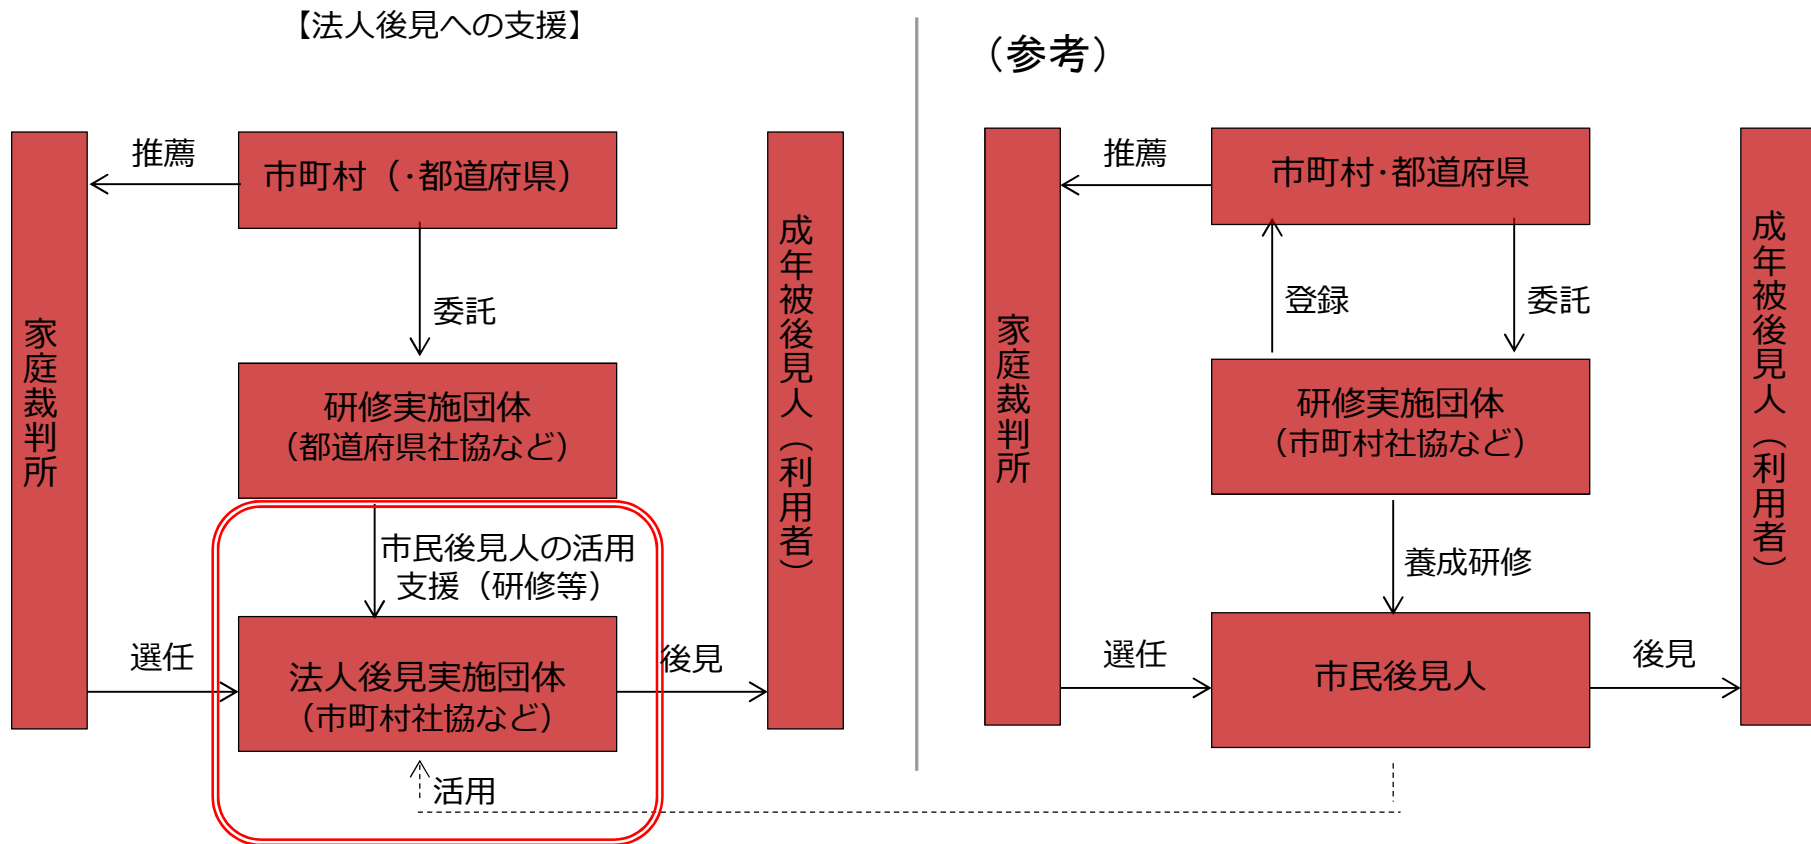 【法人後見への支援】
推薦
市町村（・都道府県）
委託
家庭裁判所
成年被後見人（利用者）
研修実施団体
（都道府県社協など）
市民後見人の活用
支援（研修等）
選任
法人後見実施団体
（市町村社協など）
後見
活用
（参考）
推薦
市町村・都道府県
登録
委託
家庭裁判所
成年被後見人（利用者）
研修実施団体
（市町村社協など）
養成研修
選任
市民後見人
後見